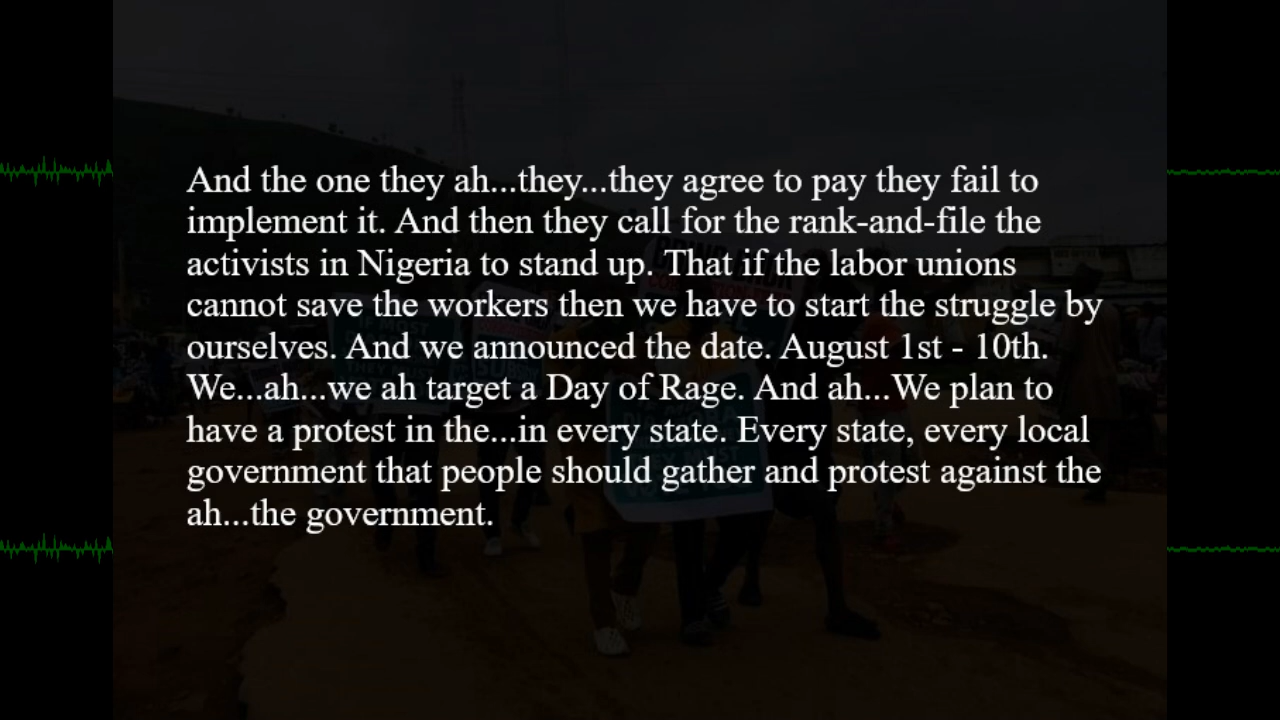 And the one they ah...they...they agree to pay they fail to
implement it. And then they call for the rank-and-file the
activists in Nigeria to stand up. That if the labor unions
cannot save the workers then we have to start the struggle by
ourselves. And we announced the date. August 1st - 10th.
We...ah...we ah target a Day of Rage. And ah...We plan to
have a protest in the...in every state. Every state, every local
government that people should gather and protest against the
ah...the government.